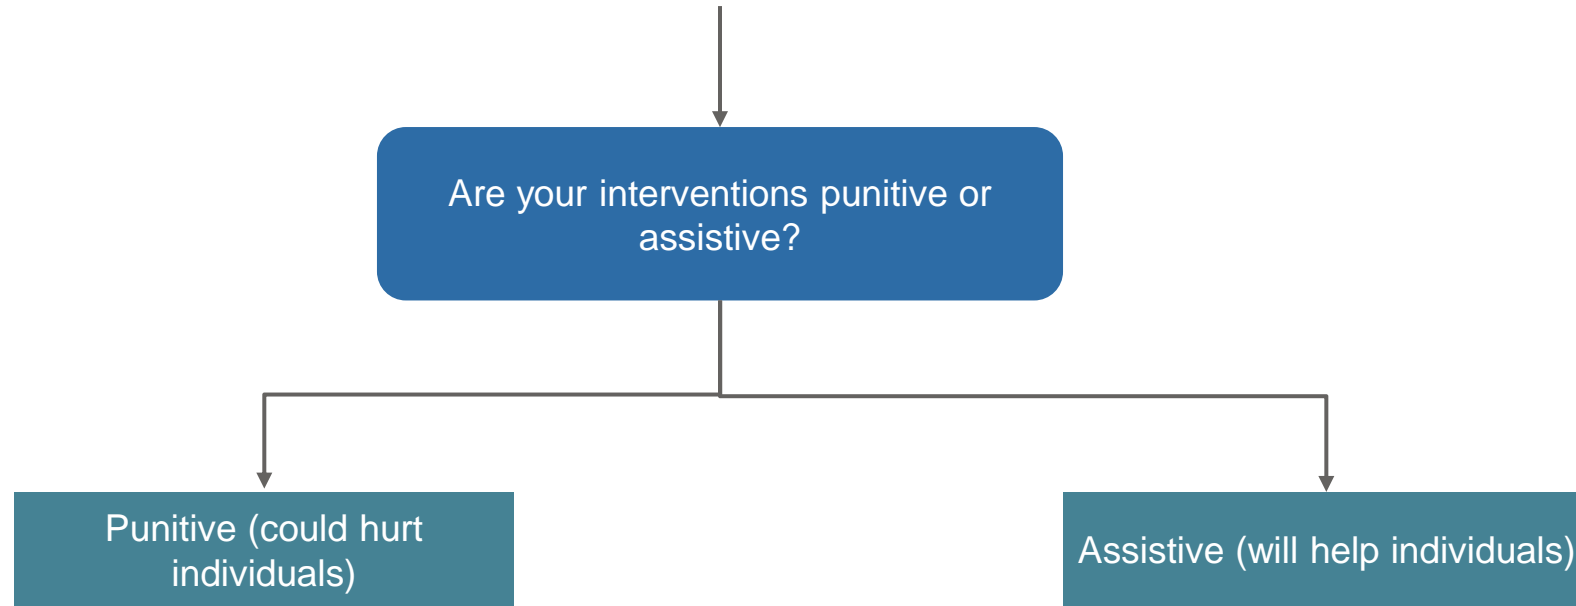 Are your interventions punitive or
assistive?
Punitive (could hurt
individuals)
Assistive (will help individuals)